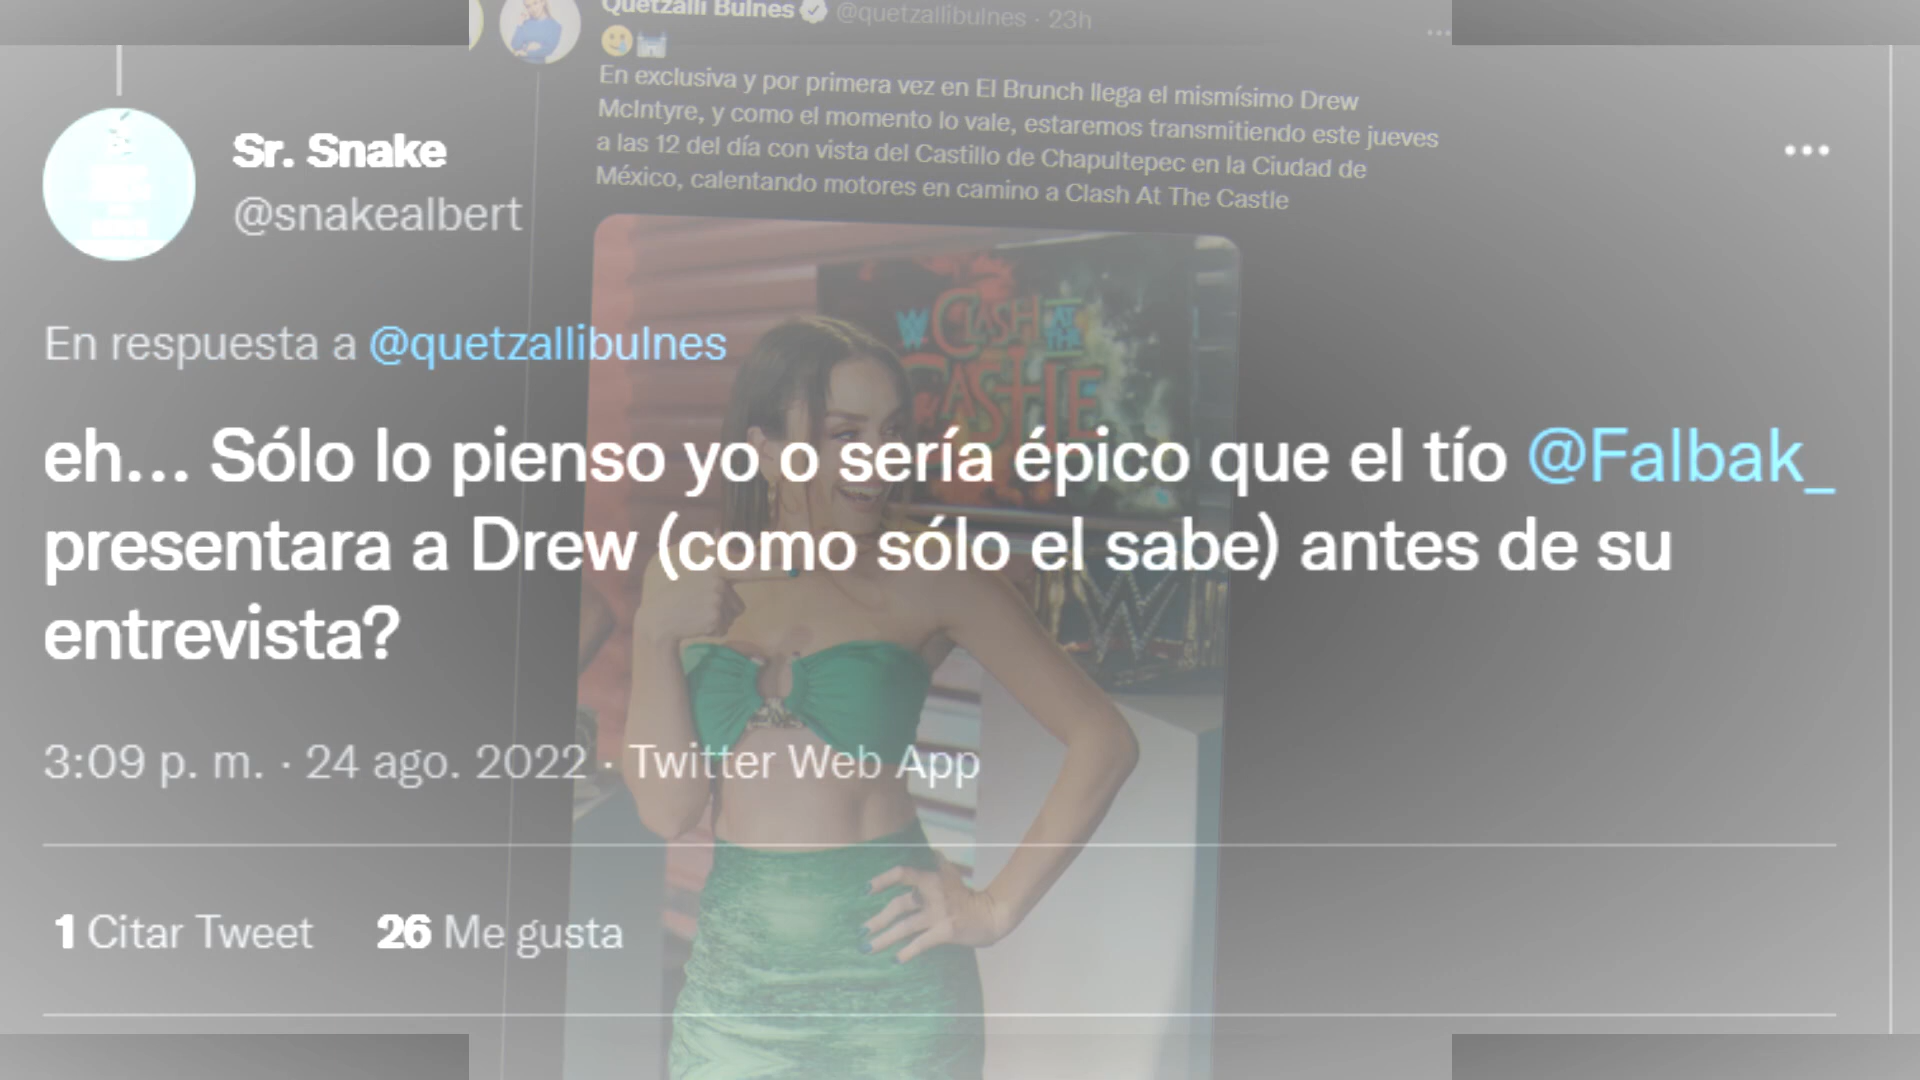 Quetzalli Bulnes @quetzallibulnes · 23h
En exclusiva y por primera vez en El Brunch llega el mismísimo Drew
McIntyre, y como el momento lo vale, estaremos transmitiendo este jueves
a las 12 del día con vista del Castillo de Chapultepec en la Ciudad de
México, calentando motores en camino a Clash At The Castle
W CLASH AT THE
CASTLE
Sr. Snake
@snakealbert
En respuesta a @quetzallibulnes
eh... Sólo lo pienso yo o sería épico que el tío @Falbak_
presentara a Drew (como sólo el sabe) antes de su
entrevista?
3:09 p. m. · 24 ago. 2022 · Twitter Web App
1 Citar Tweet 26 Me gusta